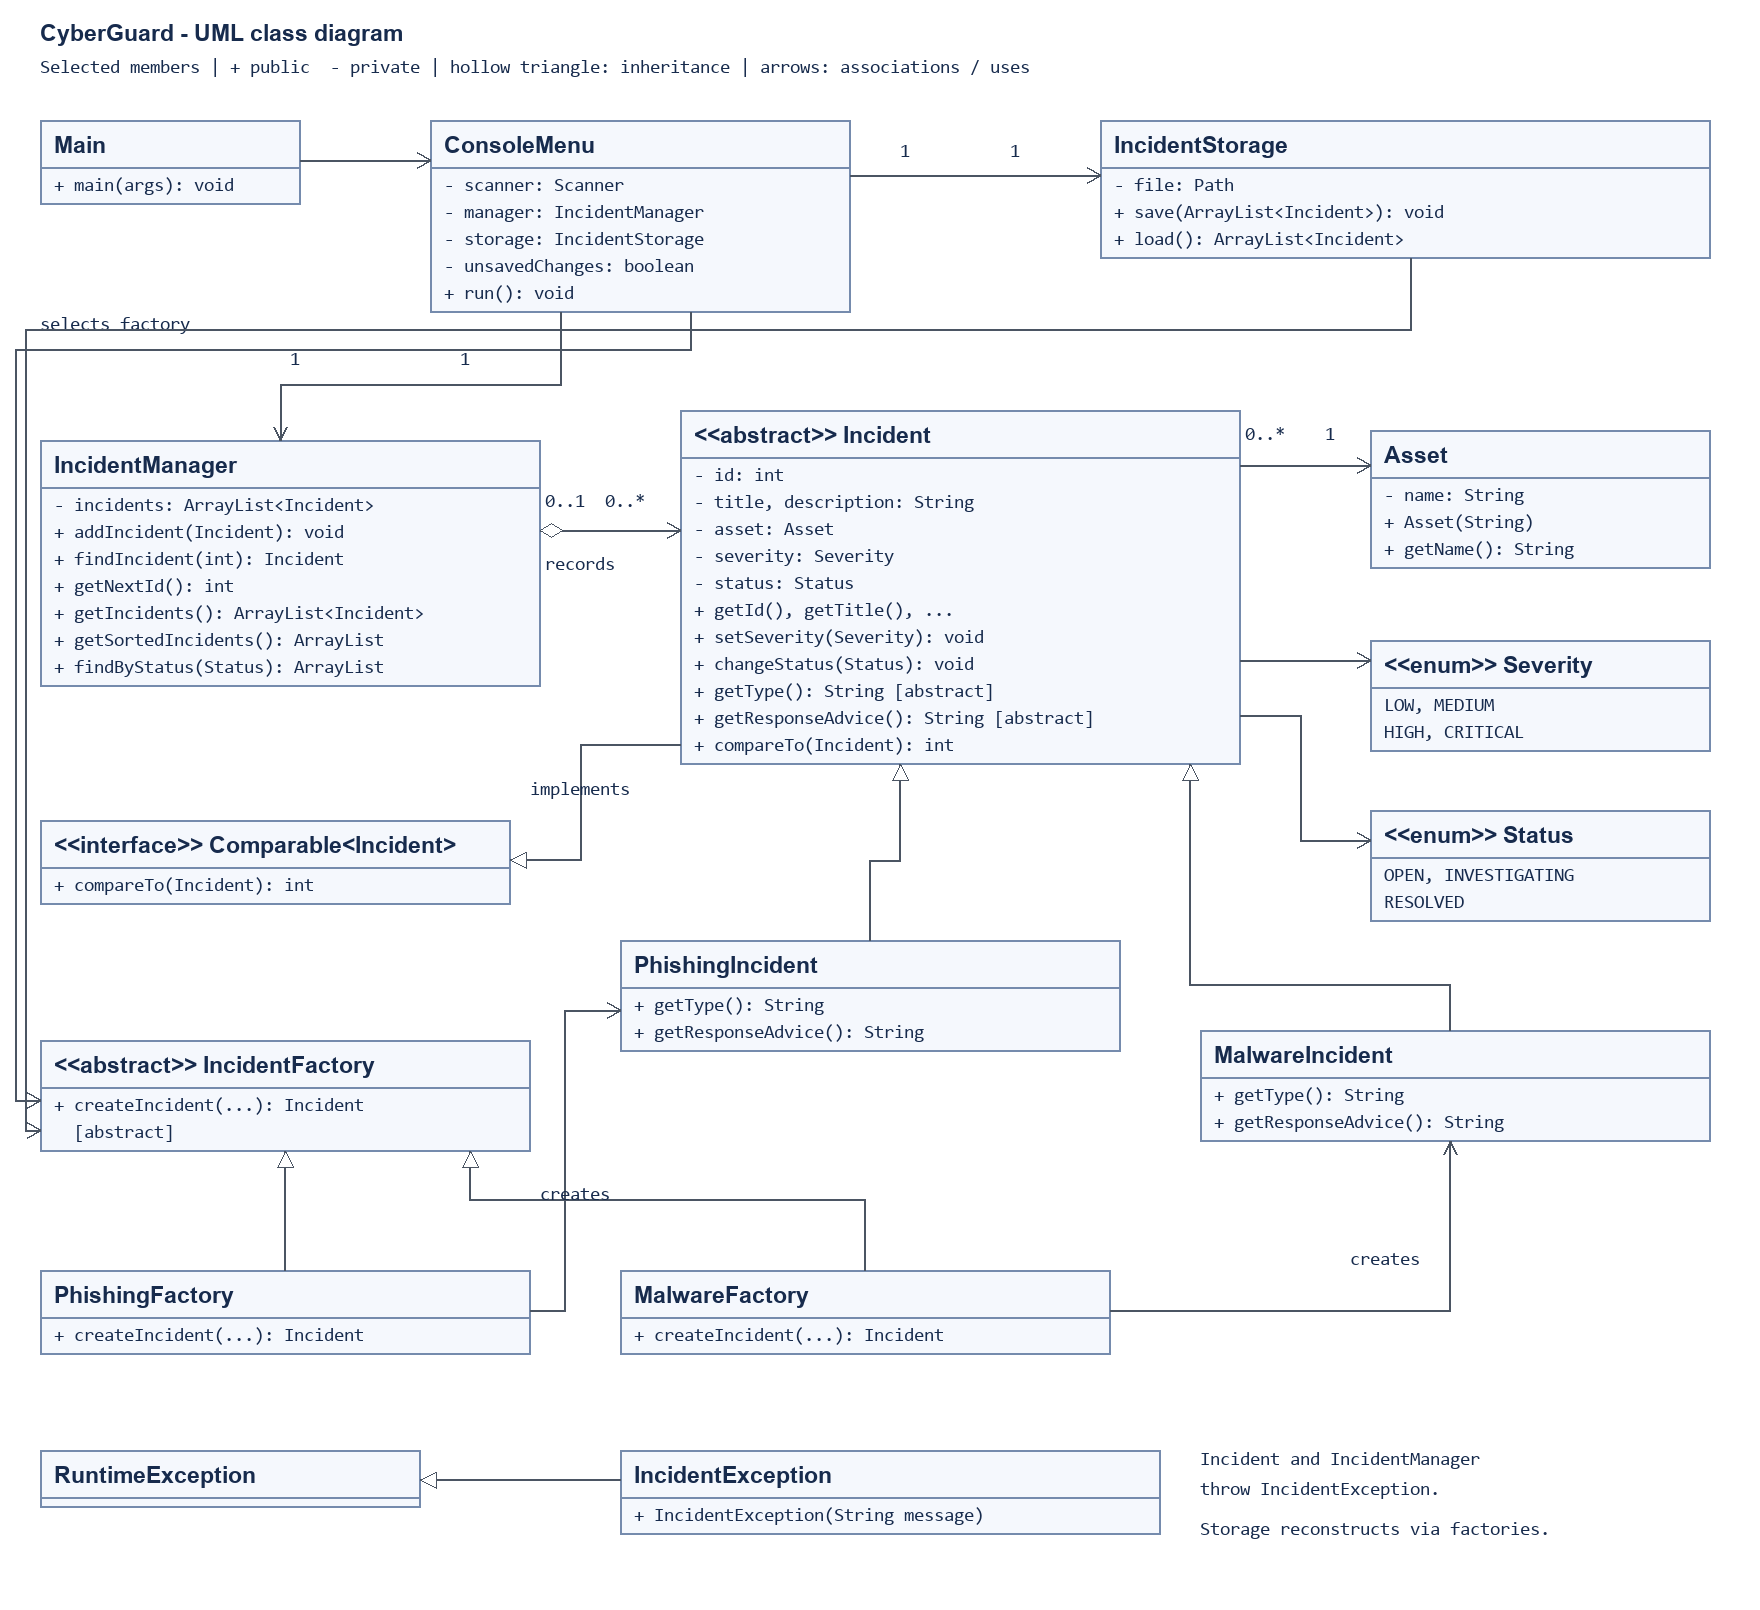 CyberGuard - UML class diagram
Selected members | + public  - private | hollow triangle: inheritance | arrows: associations / uses
Main
+ main(args): void
ConsoleMenu
- scanner: Scanner
- manager: IncidentManager
- storage: IncidentStorage
- unsavedChanges: boolean
+ run(): void
1
1
IncidentStorage
- file: Path
+ save(ArrayList<Incident>): void
+ load(): ArrayList<Incident>
selects factory
1
1
IncidentManager
- incidents: ArrayList<Incident>
+ addIncident(Incident): void
+ findIncident(int): Incident
+ getNextId(): int
+ getIncidents(): ArrayList<Incident>
+ getSortedIncidents(): ArrayList
+ findByStatus(Status): ArrayList
0..1  0..*
records
<<abstract>> Incident
- id: int
- title, description: String
- asset: Asset
- severity: Severity
- status: Status
+ getId(), getTitle(), ...
+ setSeverity(Severity): void
+ changeStatus(Status): void
+ getType(): String [abstract]
+ getResponseAdvice(): String [abstract]
+ compareTo(Incident): int
0..*    1
Asset
- name: String
+ Asset(String)
+ getName(): String
<<enum>> Severity
LOW, MEDIUM
HIGH, CRITICAL
implements
<<interface>> Comparable<Incident>
+ compareTo(Incident): int
<<enum>> Status
OPEN, INVESTIGATING
RESOLVED
PhishingIncident
+ getType(): String
+ getResponseAdvice(): String
MalwareIncident
+ getType(): String
+ getResponseAdvice(): String
<<abstract>> IncidentFactory
+ createIncident(...): Incident
[abstract]
creates
creates
PhishingFactory
+ createIncident(...): Incident
MalwareFactory
+ createIncident(...): Incident
RuntimeException
IncidentException
+ IncidentException(String message)
Incident and IncidentManager
throw IncidentException.
Storage reconstructs via factories.